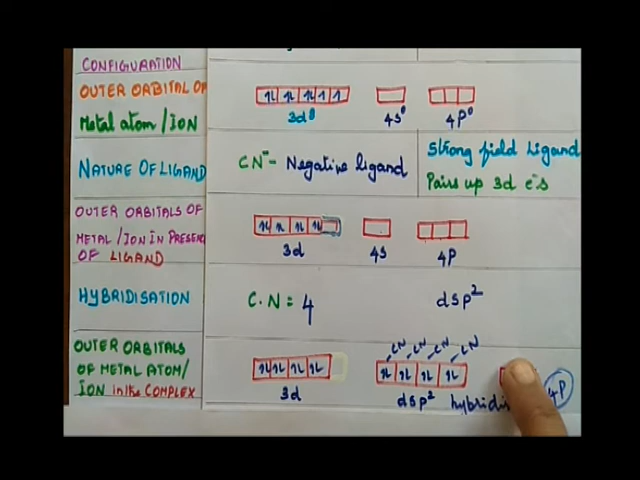 CONFIGURATION
OUTER ORBITAL OF
Metal atom / ION
3d⁸ 4S⁰ 4P⁰
NATURE OF LIGAND
CN⁻ - Negative ligand
Strong field Ligand
Pairs up 3d e⁻s
OUTER ORBITALS OF
METAL / ION IN PRESEN
OF LIGAND
3d 4S 4P
HYBRIDISATION
C.N = 4
dsp²
OUTER ORBITALS
OF METAL ATOM/
ION in the COMPLEX
CN CN CN CN
3d dsp² 4P